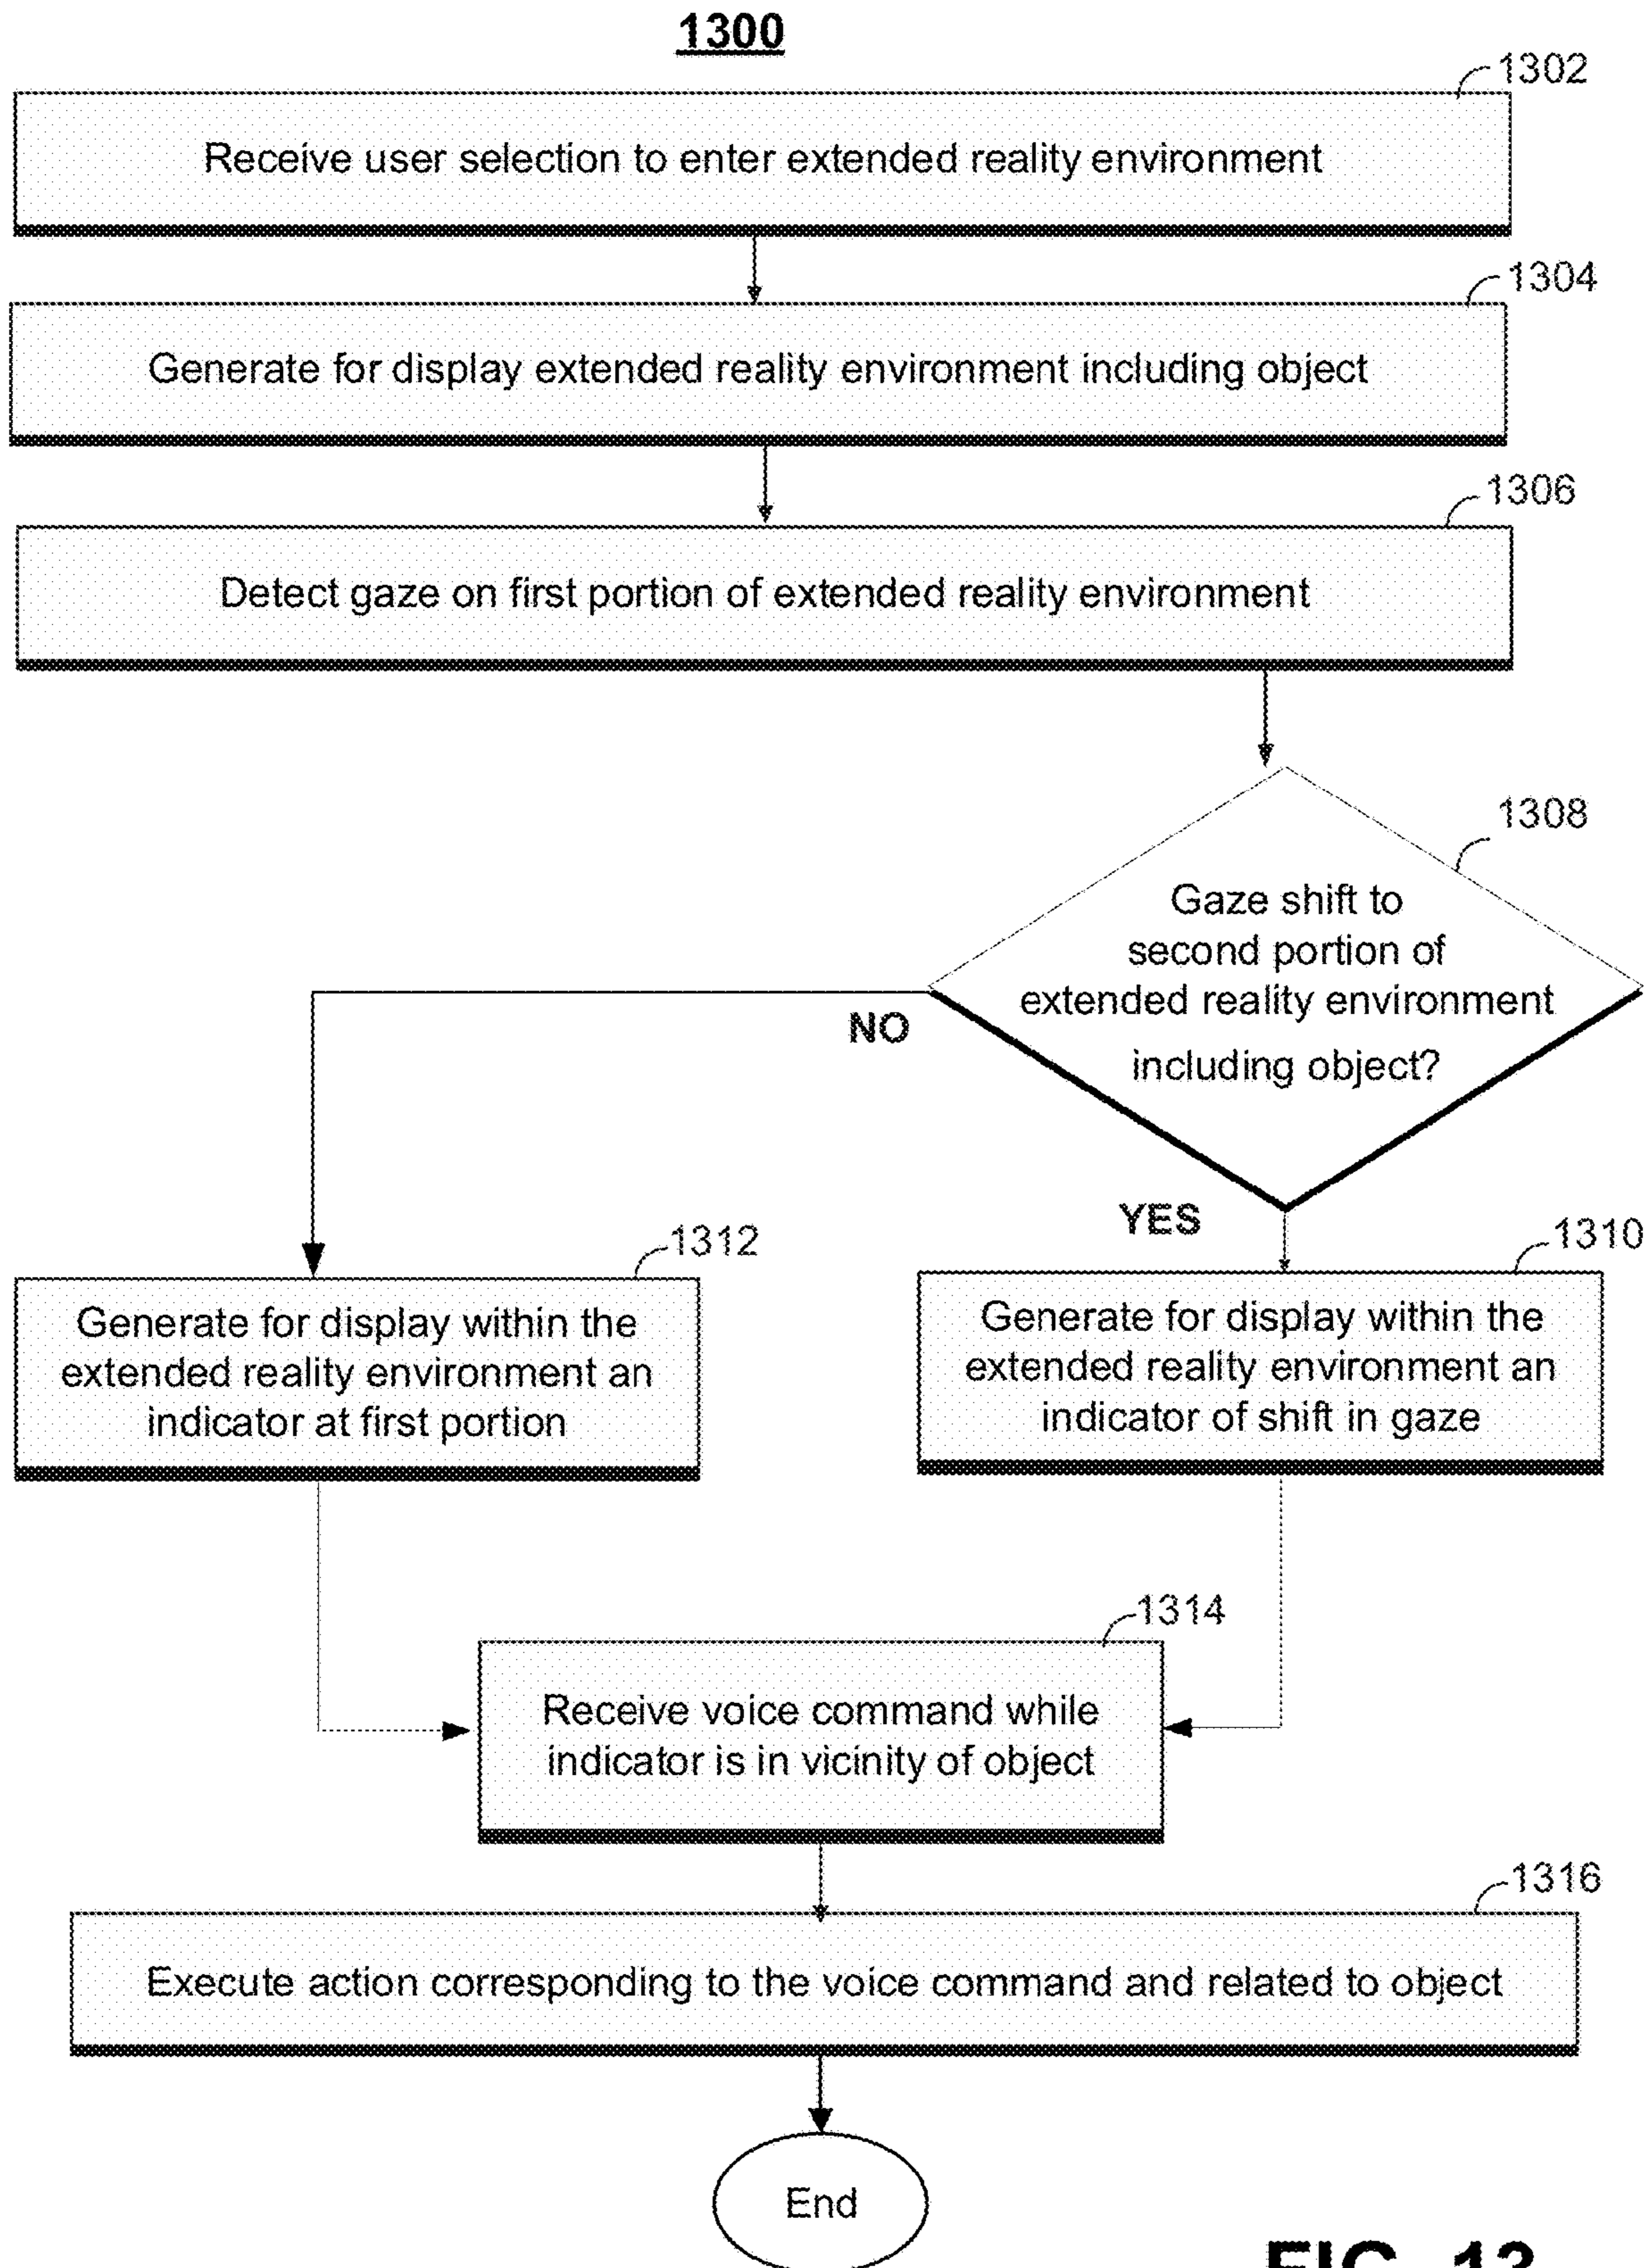 1300
1302
Receive user selection to enter extended reality environment
1304
Generate for display extended reality environment including object
1306
Detect gaze on first portion of extended reality environment
1308
Gaze shift to
second portion of
extended reality environment
including object?
NO
YES
1312
Generate for display within the
extended reality environment an
indicator at first portion
1310
Generate for display within the
extended reality environment an
indicator of shift in gaze
1314
Receive voice command while
indicator is in vicinity of object
1316
Execute action corresponding to the voice command and related to object
End
FIG. 13